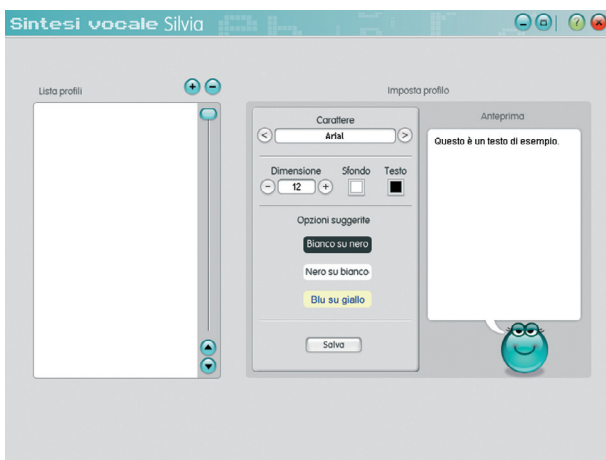 Sintesi vocale Silvia
Lista profili
Imposta profilo
Carattere
Arial
Dimensione Sfondo Testo
12
Opzioni suggerite
Bianco su nero
Nero su bianco
Blu su giallo
Salva
Anteprima
Questo è un testo di esempio.